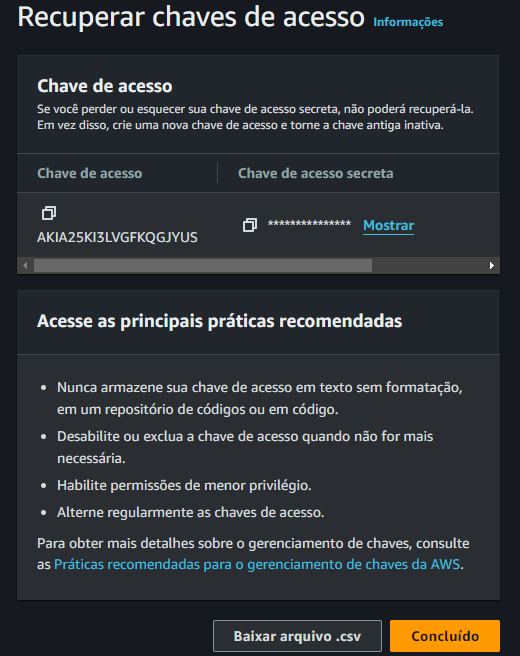 Recuperar chaves de acesso Informações
Chave de acesso
Se você perder ou esquecer sua chave de acesso secreta, não poderá recuperá-la.
Em vez disso, crie uma nova chave de acesso e torne a chave antiga inativa.
Chave de acesso Chave de acesso secreta
*************** Mostrar
AKIA25KI3LVGFKQGJYUS
Acesse as principais práticas recomendadas
• Nunca armazene sua chave de acesso em texto sem formatação,
em um repositório de códigos ou em código.
• Desabilite ou exclua a chave de acesso quando não for mais
necessária.
• Habilite permissões de menor privilégio.
• Alterne regularmente as chaves de acesso.
Para obter mais detalhes sobre o gerenciamento de chaves, consulte
as Práticas recomendadas para o gerenciamento de chaves da AWS.
Baixar arquivo .csv Concluído